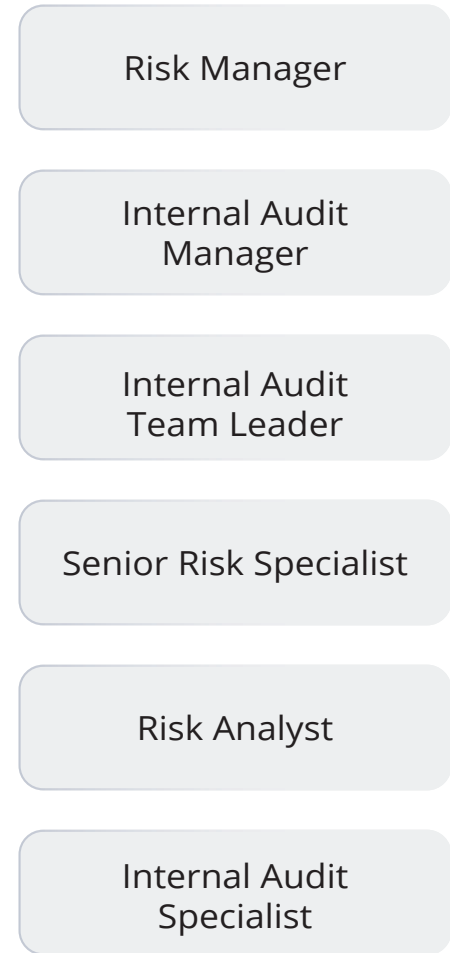 Risk Manager
Internal Audit
Manager
Internal Audit
Team Leader
Senior Risk Specialist
Risk Analyst
Internal Audit
Specialist